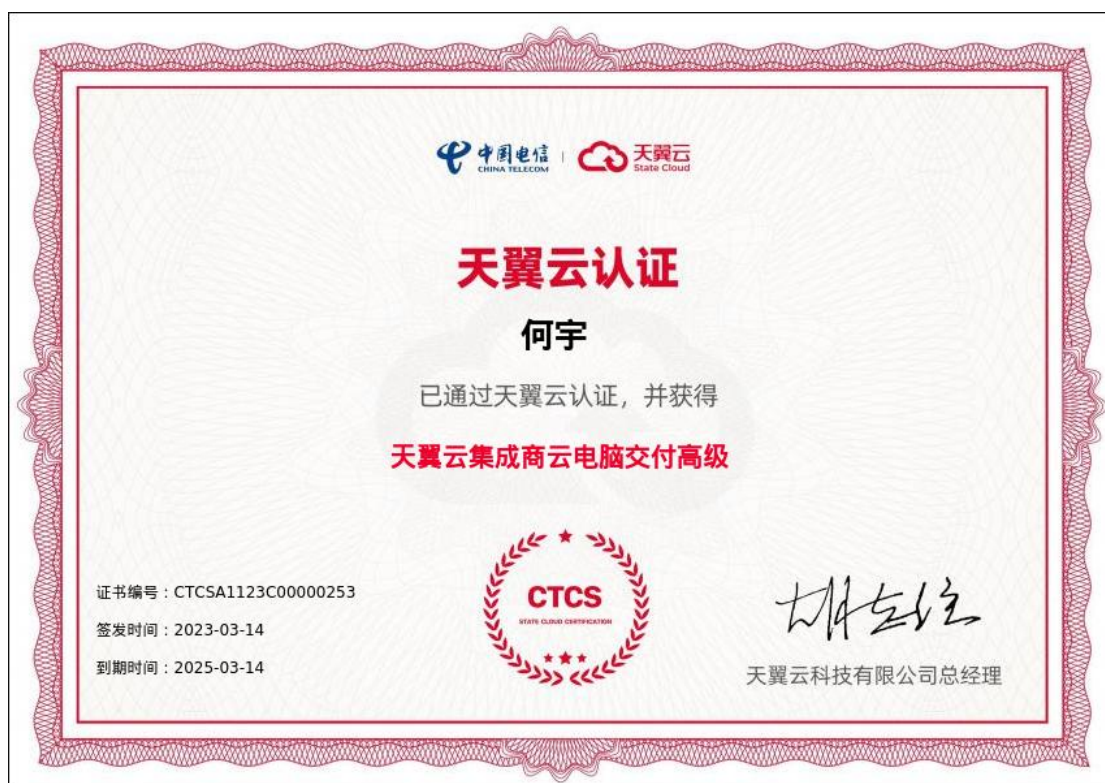 中国电信 天翼云
CHINA TELECOM State Cloud
天翼云认证
何宇
已通过天翼云认证，并获得
天翼云集成商云电脑交付高级
证书编号：CTCSA1123C00000253
签发时间：2023-03-14
到期时间：2025-03-14
CTCS
STATE CLOUD CERTIFICATION
天翼云科技有限公司总经理